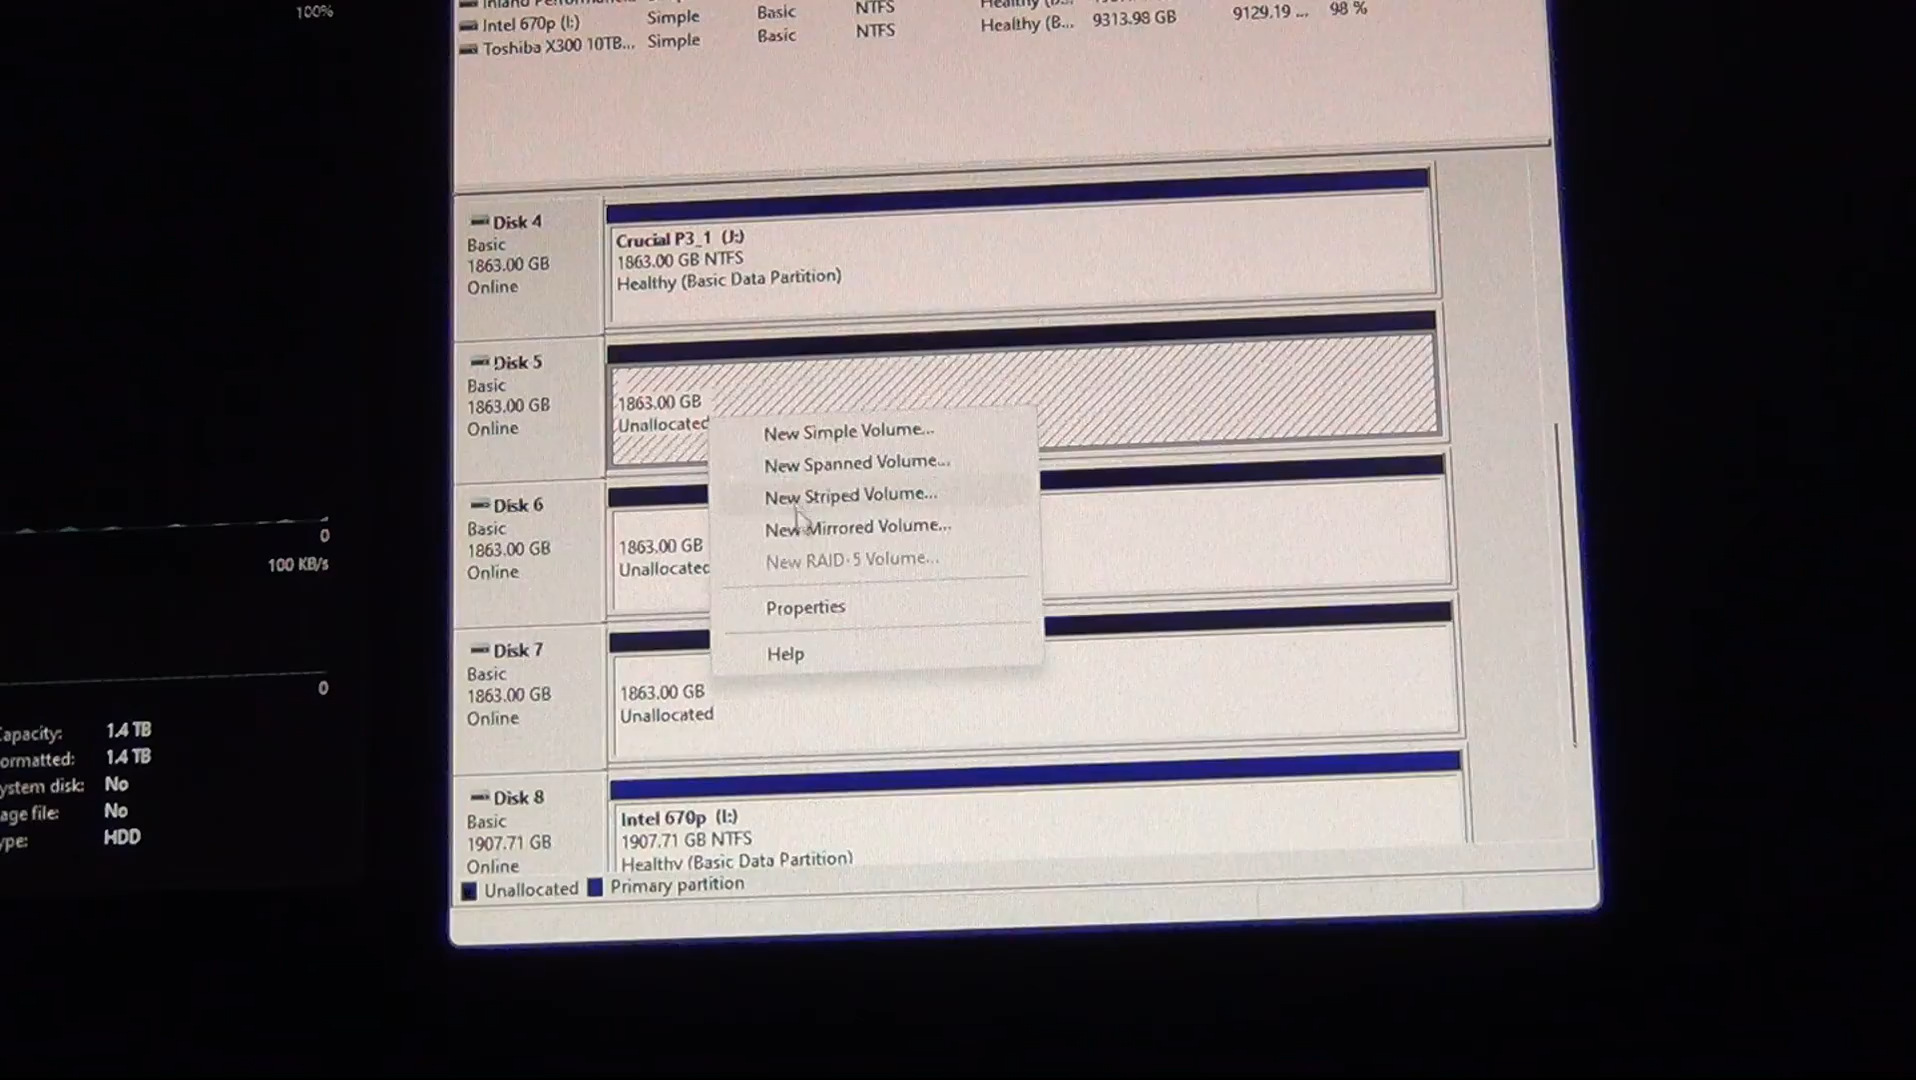 100%
Intel 670p (I:) Simple Basic NTFS
Toshiba X300 10TB... Simple Basic NTFS Healthy (B... 9313.98 GB 9129.19 ... 98 %
Disk 4
Basic
1863.00 GB
Online
Crucial P3_1 (J:)
1863.00 GB NTFS
Healthy (Basic Data Partition)
Disk 5
Basic
1863.00 GB
Online
1863.00 GB
Unallocated
New Simple Volume...
New Spanned Volume...
New Striped Volume...
New Mirrored Volume...
New RAID-5 Volume...
Properties
Help
Disk 6
Basic
1863.00 GB
Online
1863.00 GB
Unallocated
Disk 7
Basic
1863.00 GB
Online
1863.00 GB
Unallocated
Disk 8
Basic
1907.71 GB
Online
Intel 670p (I:)
1907.71 GB NTFS
Healthy (Basic Data Partition)
Unallocated Primary partition
0
100 KB/s
0
apacity: 1.4 TB
ormatted: 1.4 TB
ystem disk: No
age file: No
ype: HDD